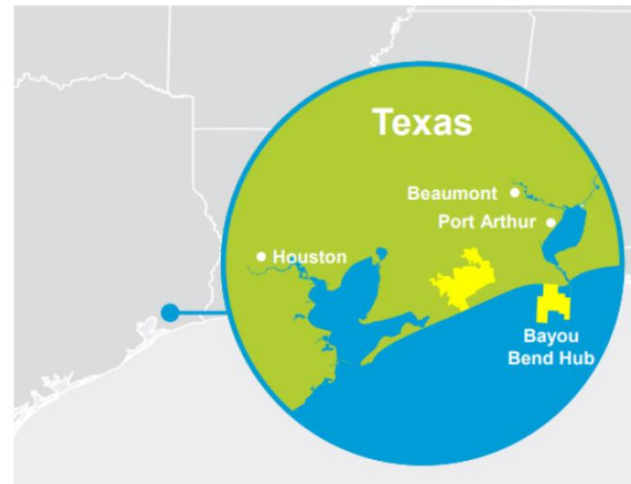 Texas
Beaumont
Port Arthur
Houston
Bayou
Bend Hub